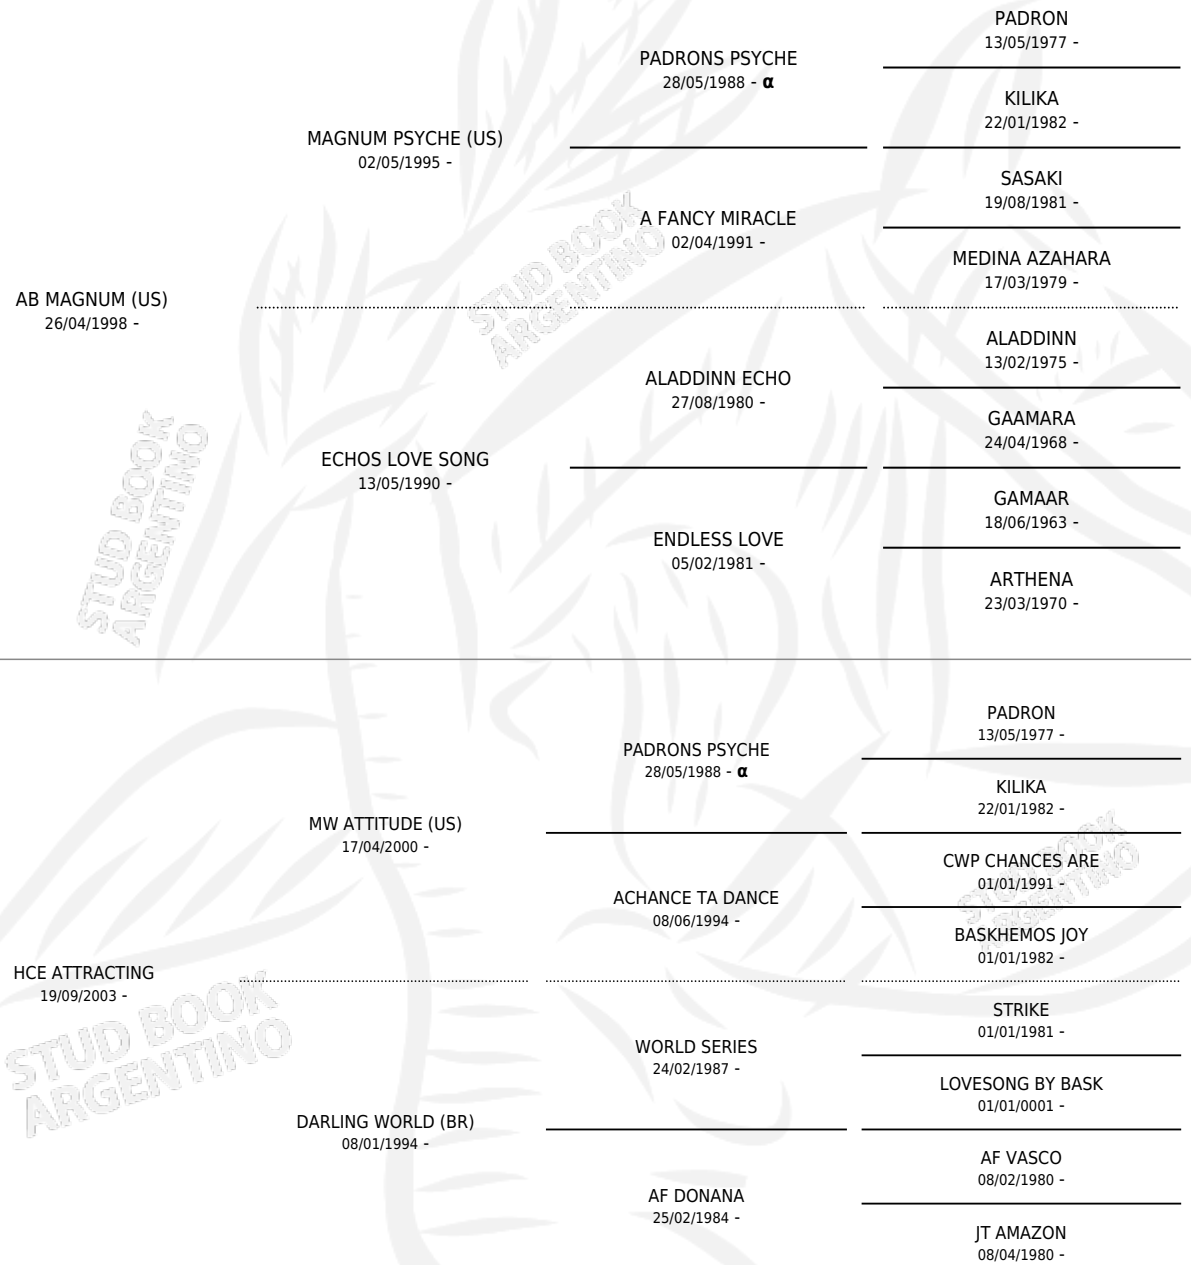 PADRON
13/05/1977 -
PADRONS PSYCHE
28/05/1988 - α
KILIKA
22/01/1982 -
MAGNUM PSYCHE (US)
02/05/1995 -
SASAKI
19/08/1981 -
A FANCY MIRACLE
02/04/1991 -
MEDINA AZAHARA
17/03/1979 -
AB MAGNUM (US)
26/04/1998 -
STUD BOOK
ARGENTINO
ALADDINN
13/02/1975 -
ALADDINN ECHO
27/08/1980 -
GAAMARA
24/04/1968 -
ECHOS LOVE SONG
13/05/1990 -
GAMAAR
18/06/1963 -
ENDLESS LOVE
05/02/1981 -
ARTHENA
23/03/1970 -
STUD BOOK
ARGENTINO
PADRON
13/05/1977 -
PADRONS PSYCHE
28/05/1988 - α
KILIKA
22/01/1982 -
MW ATTITUDE (US)
17/04/2000 -
CWP CHANCES ARE
01/01/1991 -
ACHANCE TA DANCE
08/06/1994 -
BASKHEMOS JOY
01/01/1982 -
STUD BOOK
ARGENTINO
HCE ATTRACTING
19/09/2003 -
STRIKE
01/01/1981 -
WORLD SERIES
24/02/1987 -
LOVESONG BY BASK
01/01/0001 -
STUD BOOK
ARGENTINO
DARLING WORLD (BR)
08/01/1994 -
AF VASCO
08/02/1980 -
AF DONANA
25/02/1984 -
JT AMAZON
08/04/1980 -